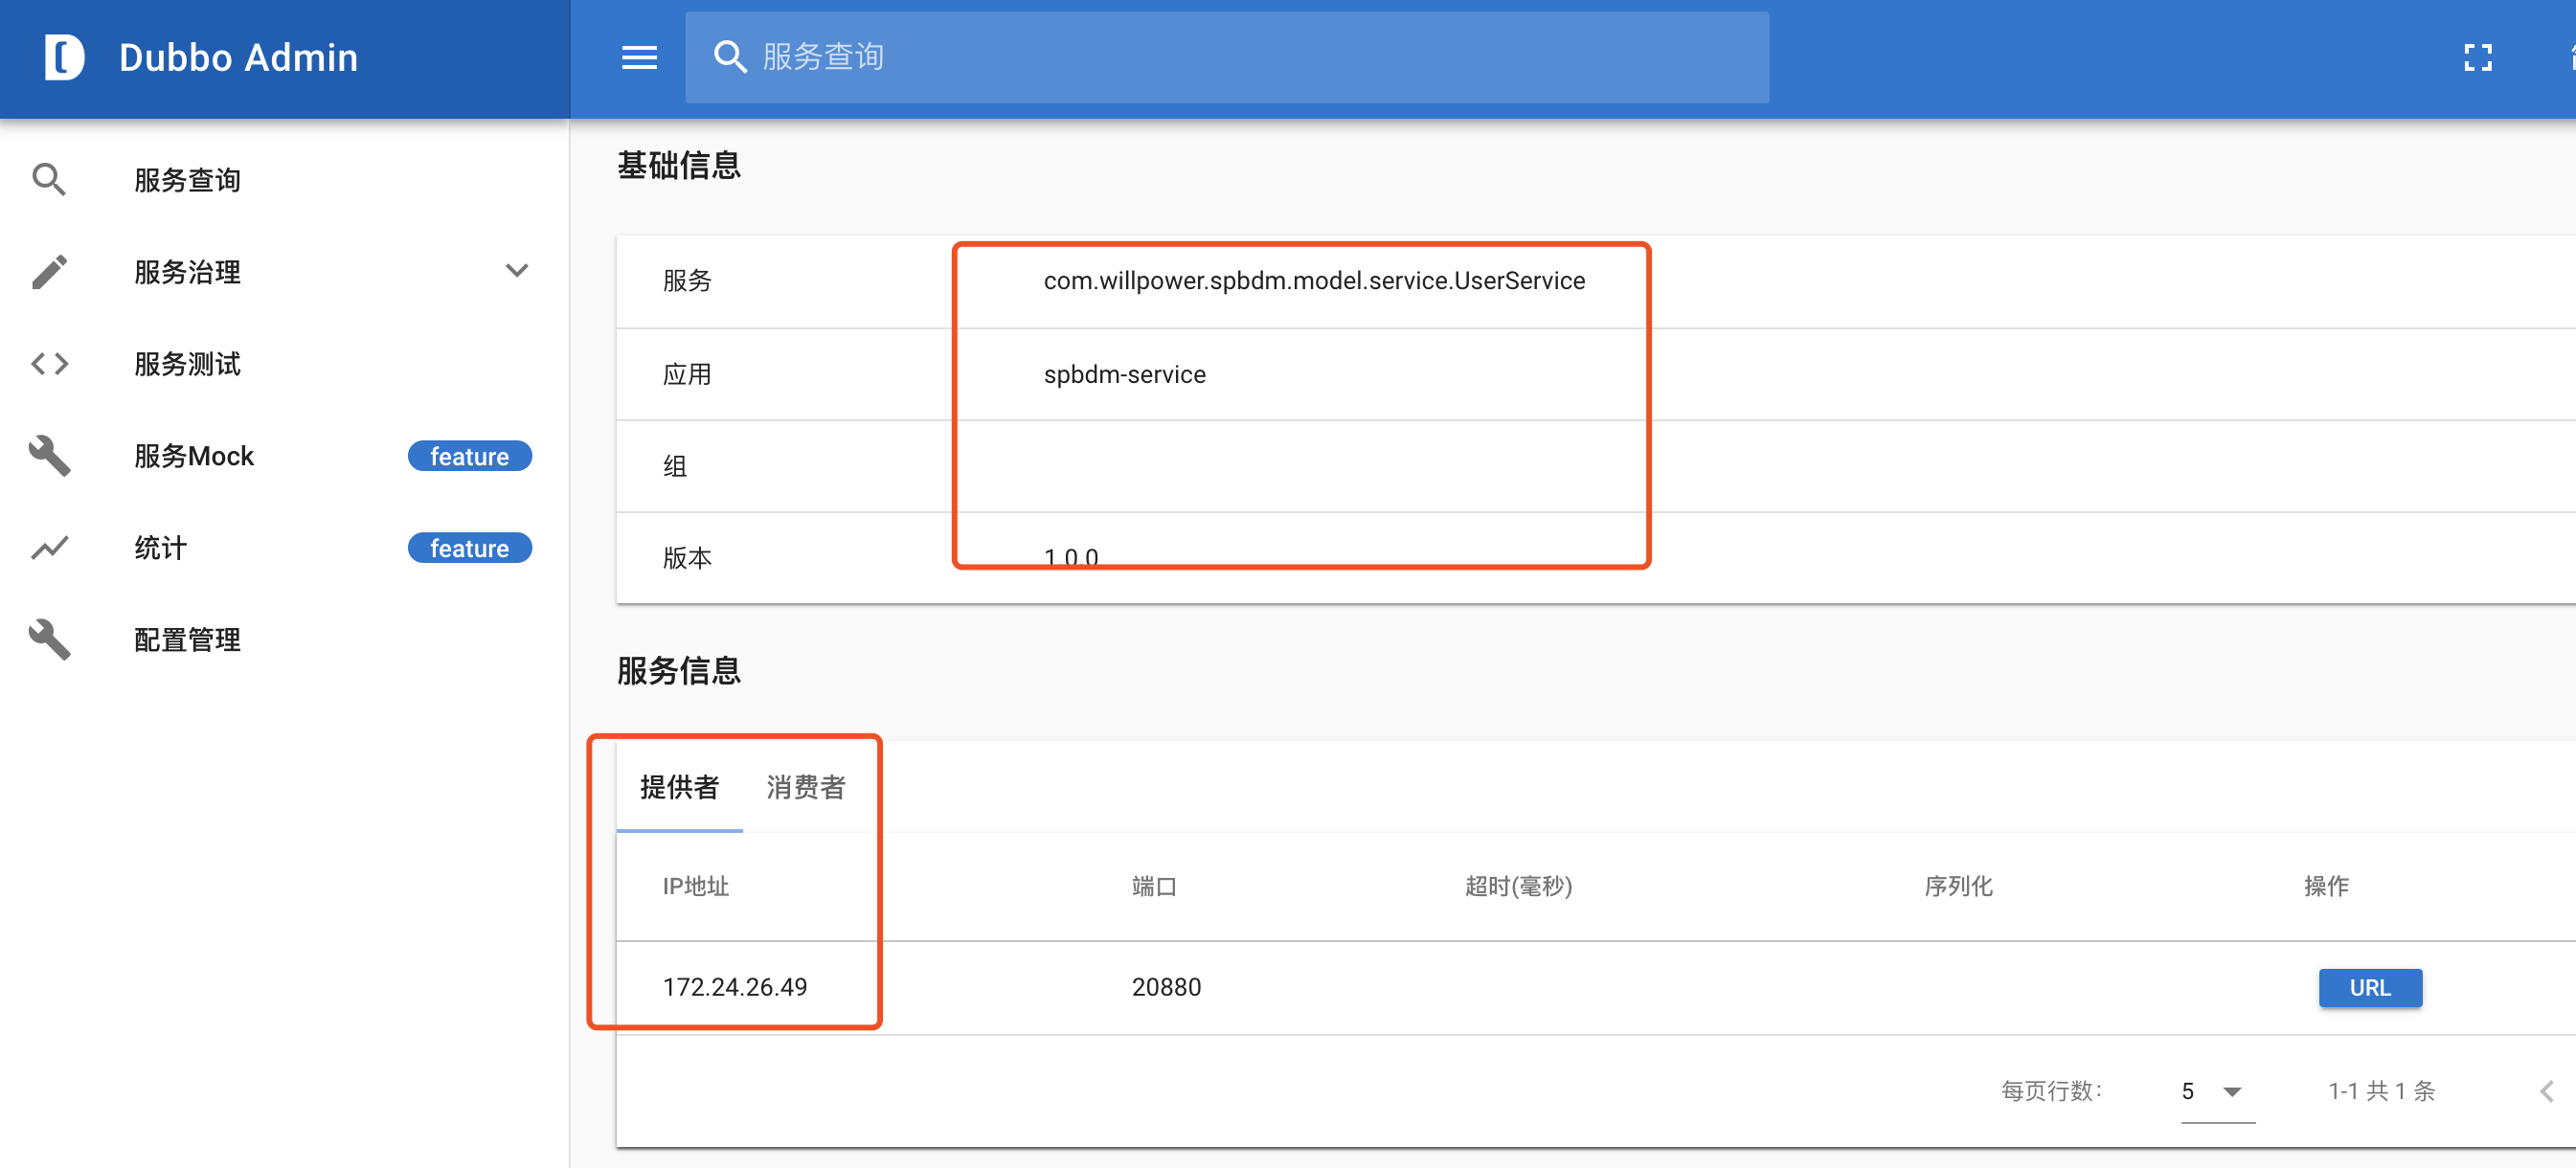 Dubbo Admin
服务查询
服务查询
服务治理
服务测试
服务Mock feature
统计 feature
配置管理
基础信息
服务 com.willpower.spbdm.model.service.UserService
应用 spbdm-service
组
版本 1.0.0
服务信息
提供者 消费者
IP地址 端口 超时(毫秒) 序列化 操作
172.24.26.49 20880 URL
每页行数: 5 1-1 共 1 条